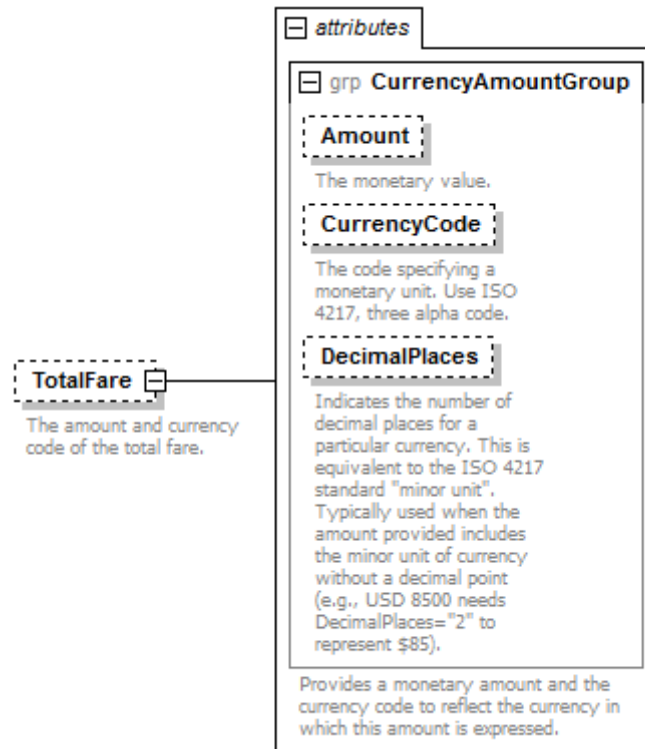 attributes
grp CurrencyAmountGroup
Amount
The monetary value.
CurrencyCode
The code specifying a
monetary unit. Use ISO
4217, three alpha code.
DecimalPlaces
Indicates the number of
decimal places for a
particular currency. This is
equivalent to the ISO 4217
standard "minor unit".
Typically used when the
amount provided includes
the minor unit of currency
without a decimal point
(e.g., USD 8500 needs
DecimalPlaces="2" to
represent $85).
TotalFare
The amount and currency
code of the total fare.
Provides a monetary amount and the
currency code to reflect the currency in
which this amount is expressed.